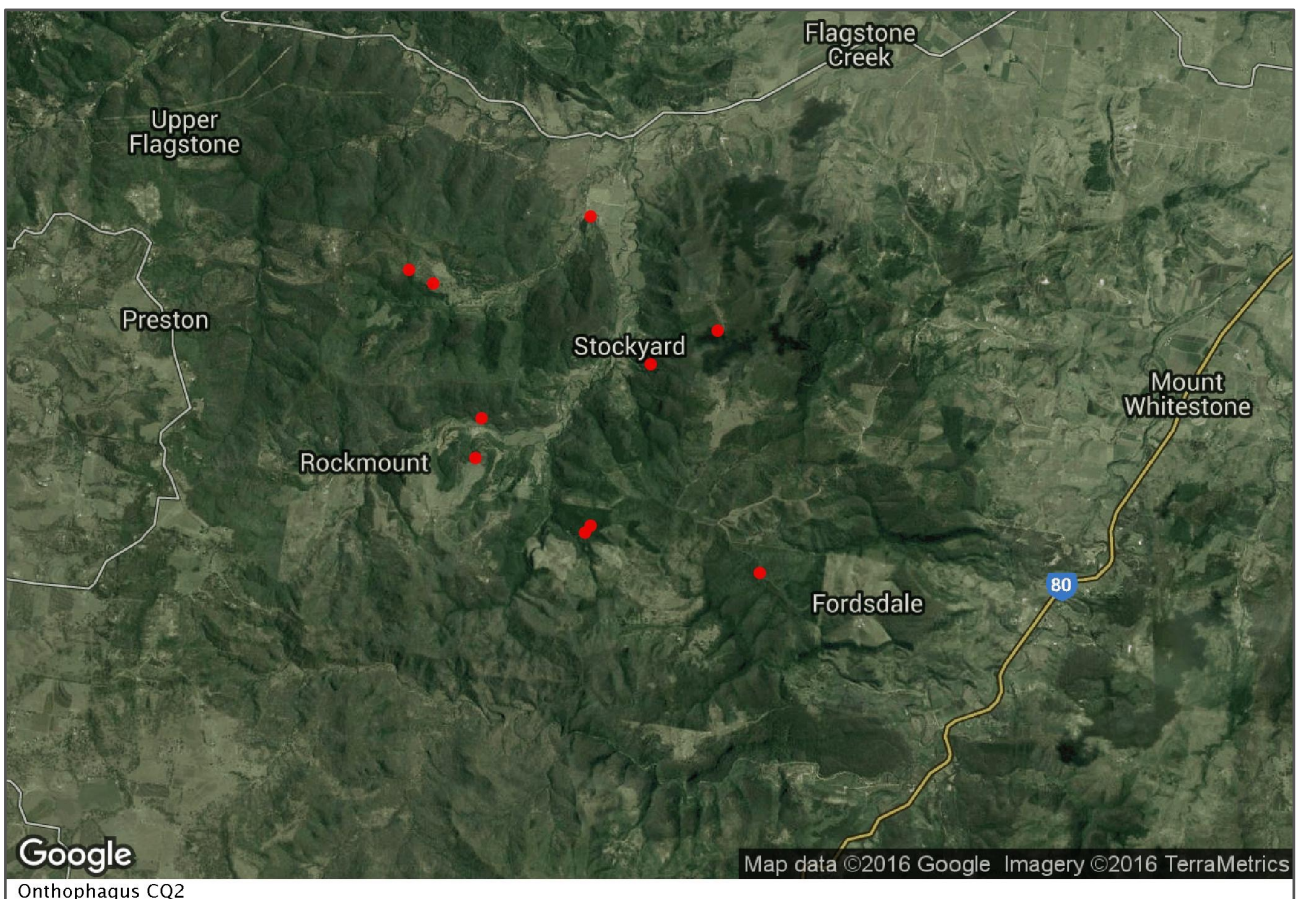 Flagstone
Creek
Upper
Flagstone
Preston
Stockyard
Mount
Whitestone
Rockmount
80
Fordsdale
Google
Map data ©2016 Google Imagery ©2016 TerraMetrics
Onthophagus CQ2